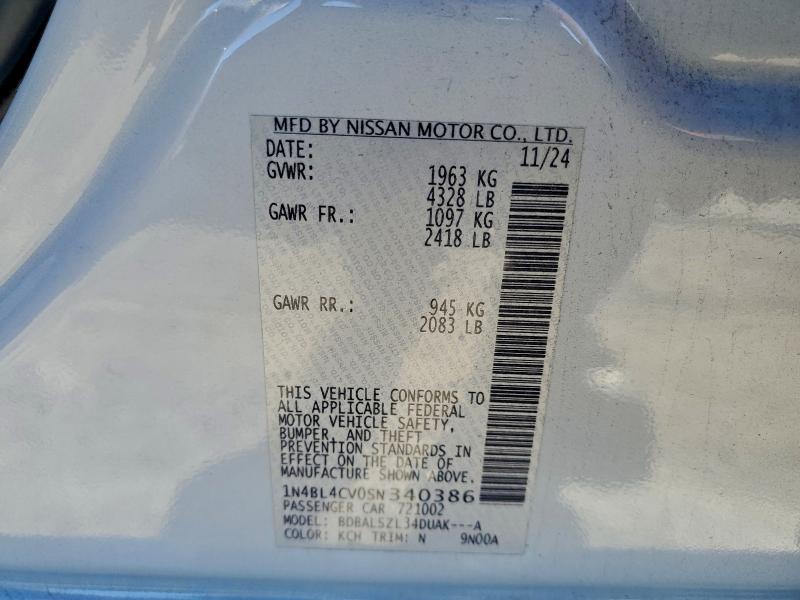 MFD BY NISSAN MOTOR CO., LTD.
DATE: 11/24
GVWR: 1963 KG
4328 LB
GAWR FR.: 1097 KG
2418 LB
GAWR RR.: 945 KG
2083 LB
THIS VEHICLE CONFORMS TO
ALL APPLICABLE FEDERAL
MOTOR VEHICLE SAFETY,
BUMPER, AND THEFT
PREVENTION STANDARDS IN
EFFECT ON THE DATE OF
MANUFACTURE SHOWN ABOVE.
1N4BL4CV0SN340386
PASSENGER CAR 721002
MODEL: BDBALSZL34DUAK---A
COLOR: KCH TRIM: N 9N00A